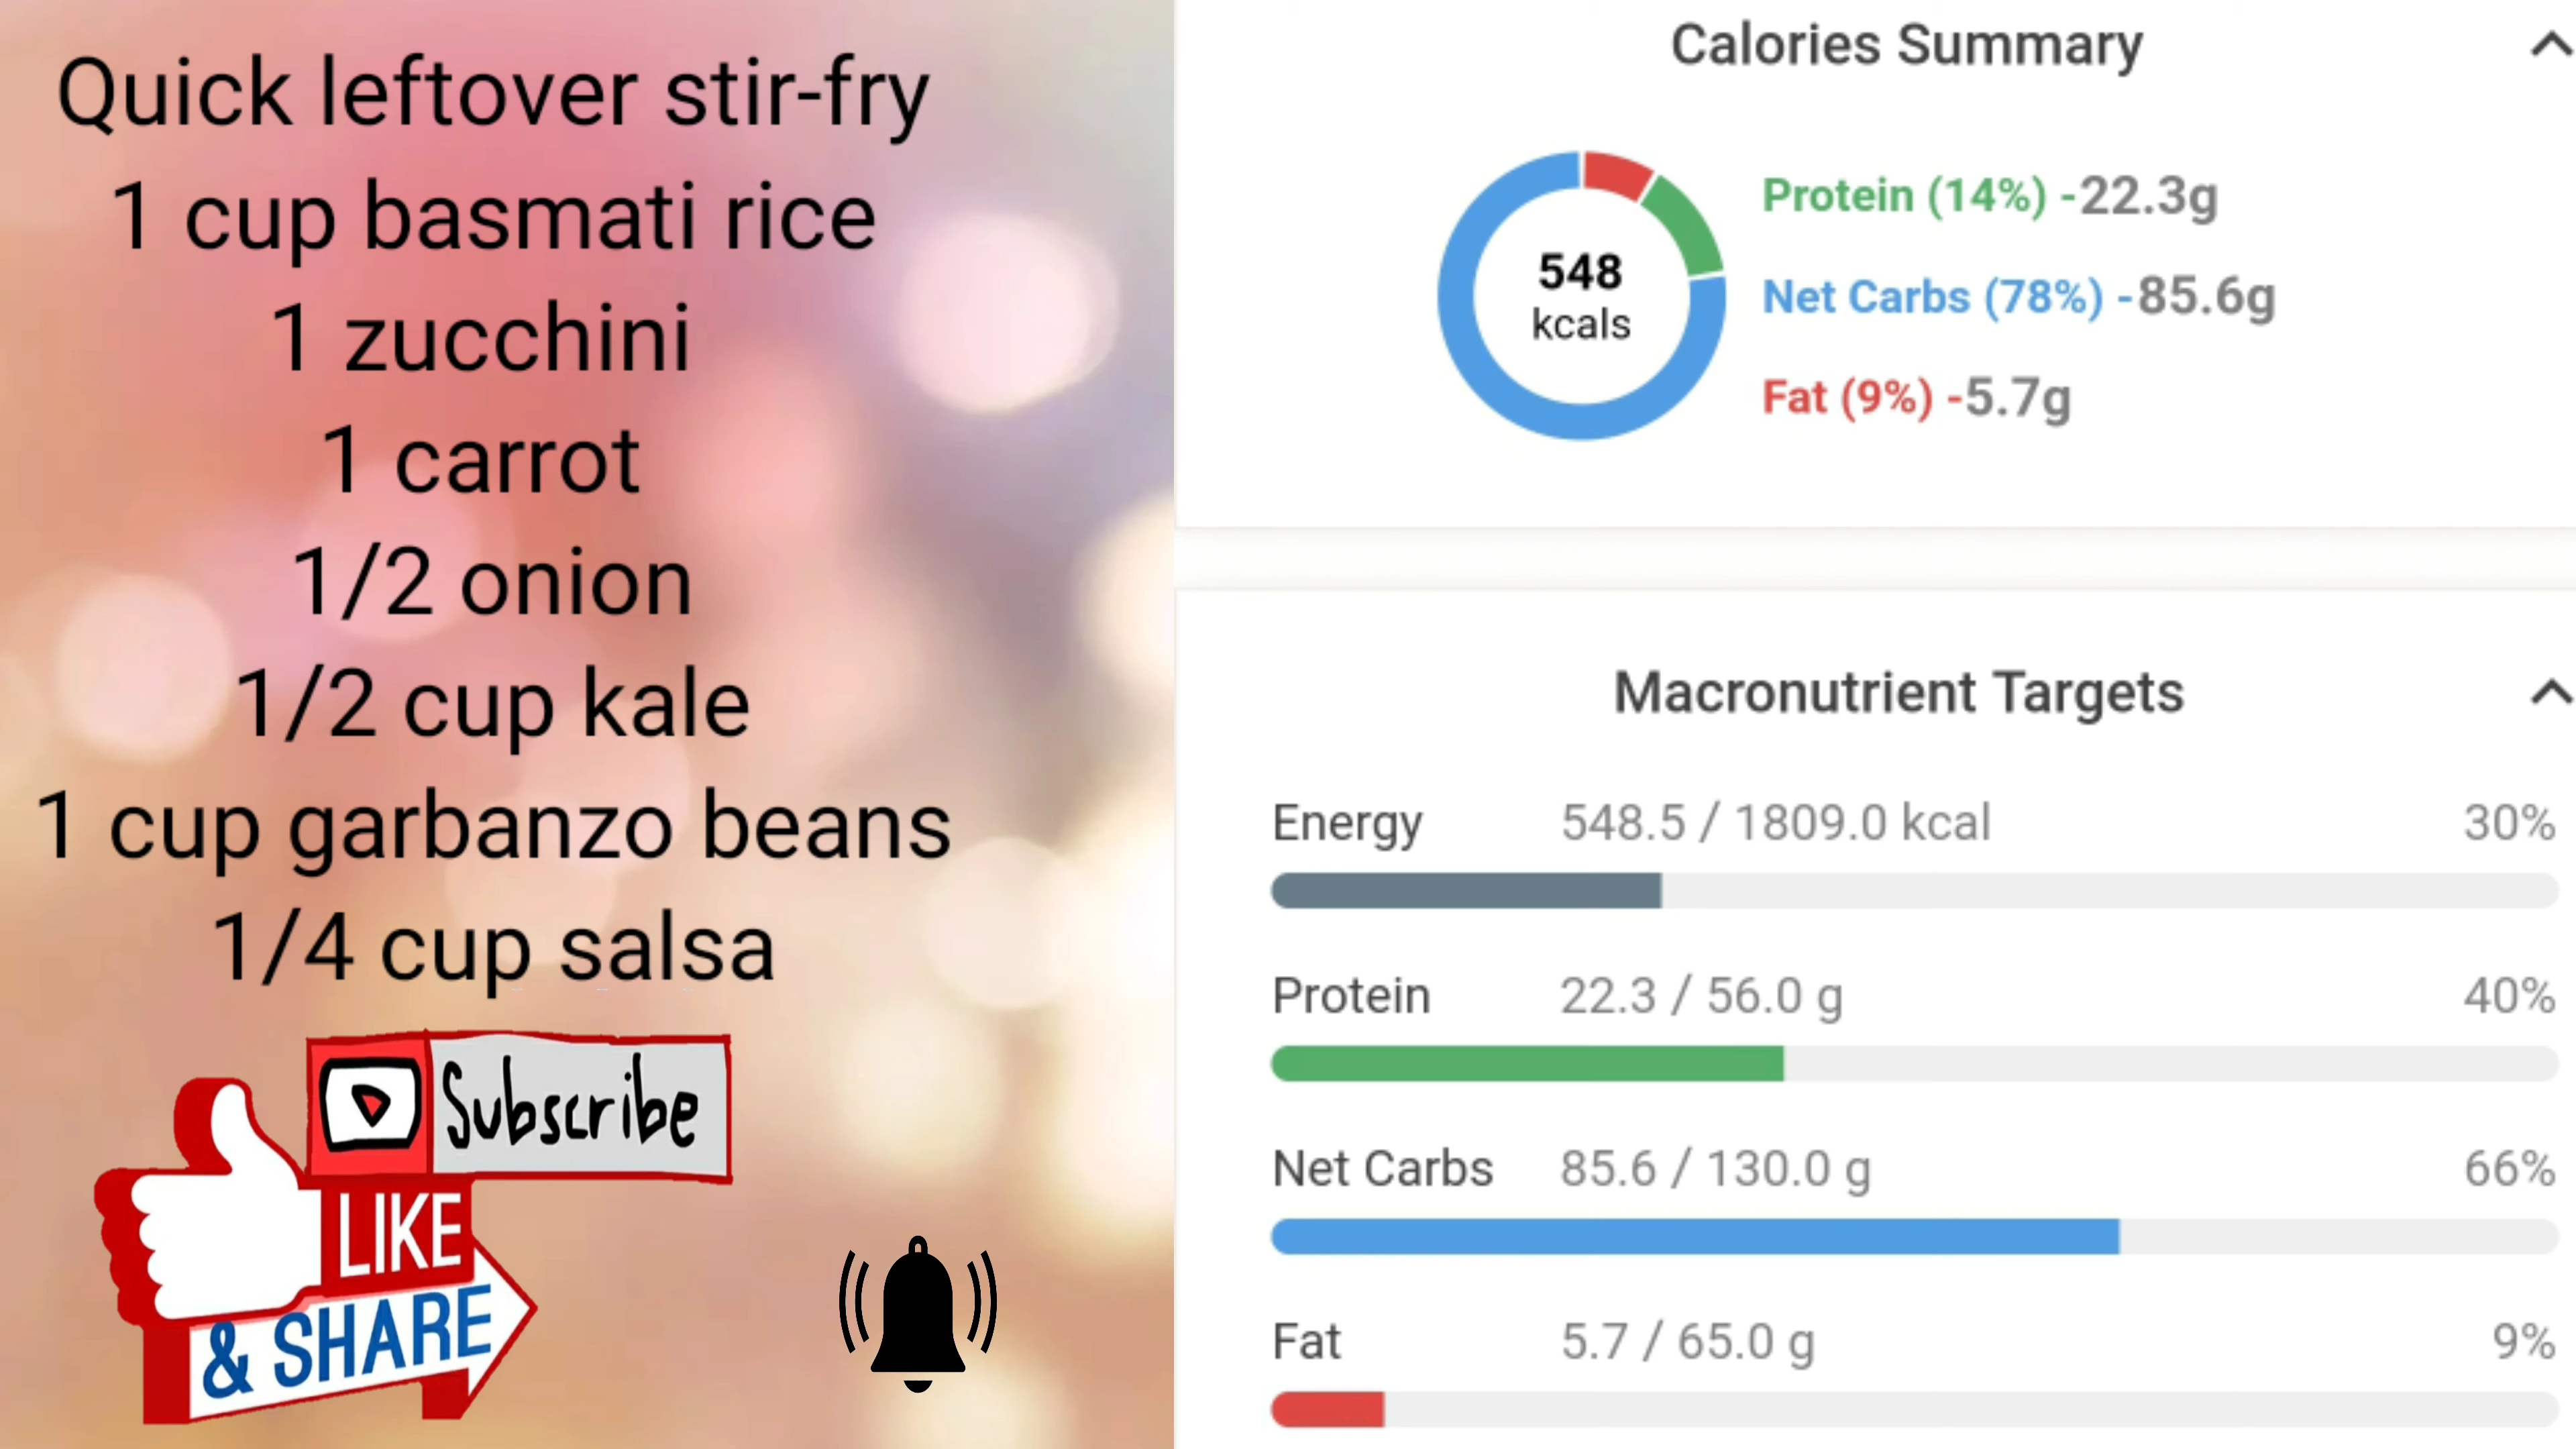 Quick leftover stir-fry
1 cup basmati rice
1 zucchini
1 carrot
1/2 onion
1/2 cup kale
1 cup garbanzo beans
1/4 cup salsa
Subscribe
LIKE
& SHARE
Calories Summary
548
kcals
Protein (14%) -22.3g
Net Carbs (78%) -85.6g
Fat (9%) -5.7g
Macronutrient Targets
Energy 548.5 / 1809.0 kcal 30%
Protein 22.3 / 56.0 g 40%
Net Carbs 85.6 / 130.0 g 66%
Fat 5.7 / 65.0 g 9%